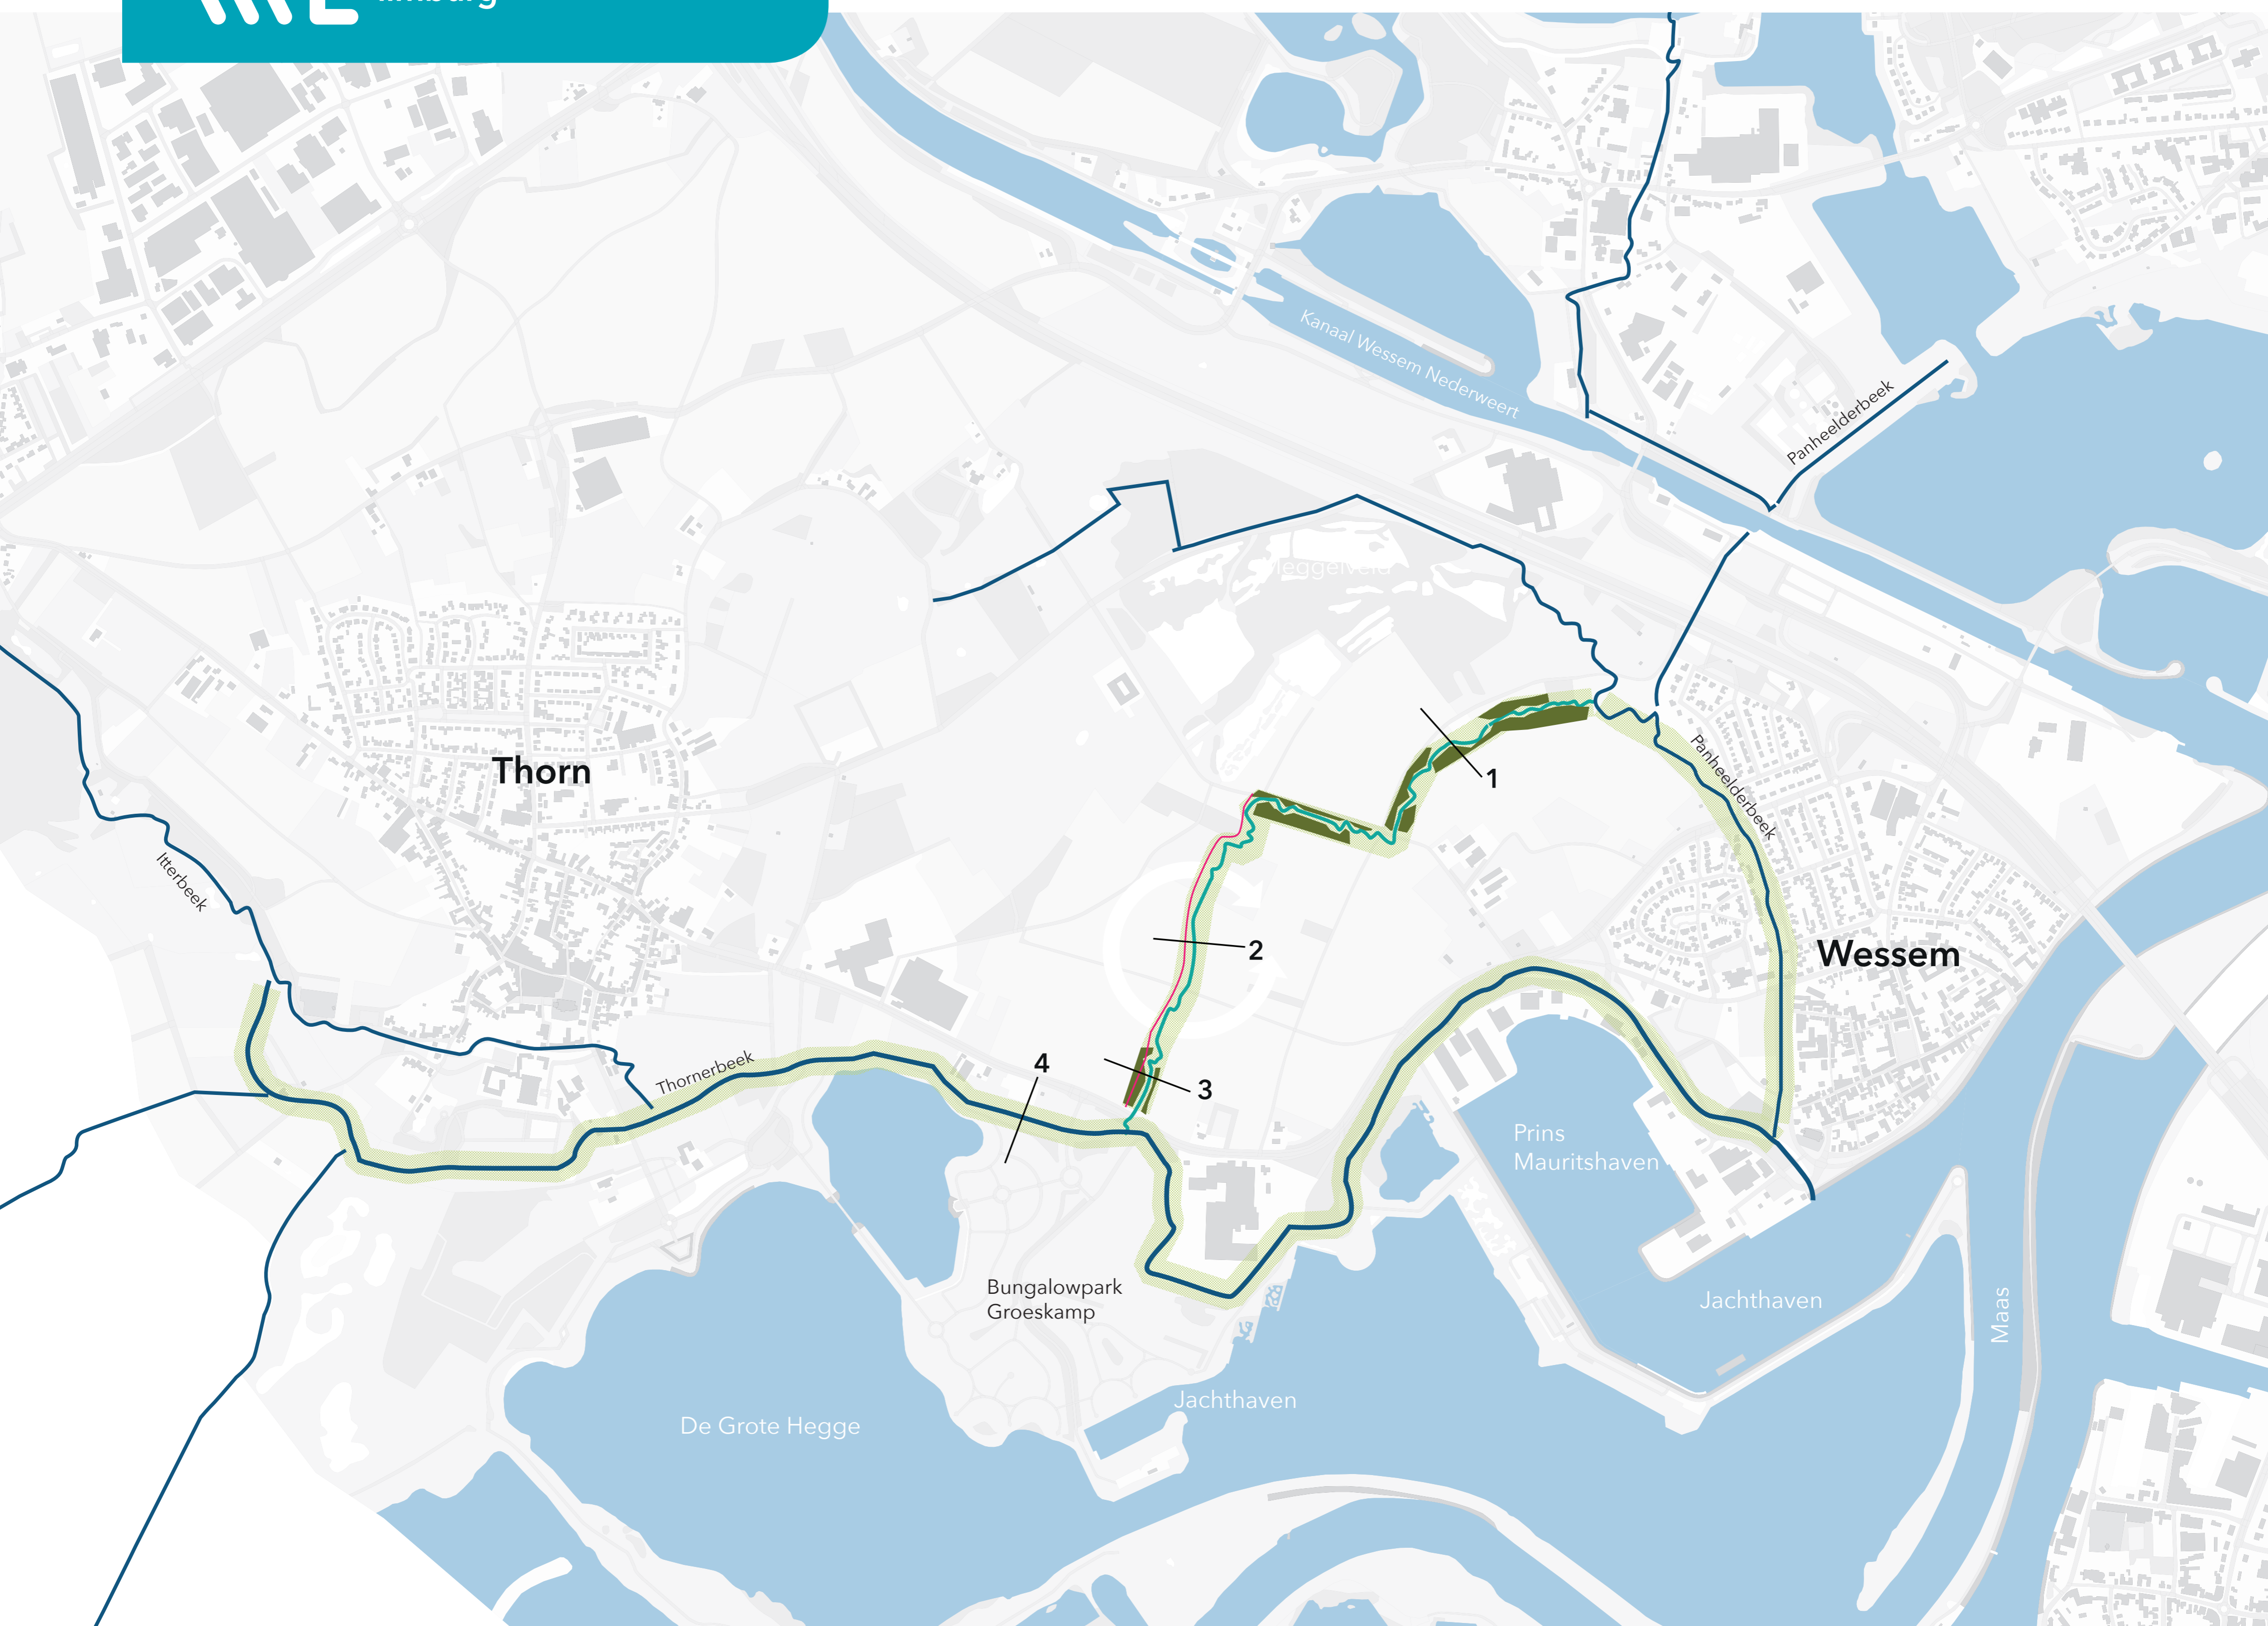 Kanaal Wessem Nederweert
Panheelderbeek
1
Panheelderbeek
Thorn
Itterbeek
2
Wessem
Thornerbeek
4
3
Prins
Mauritshaven
Bungalowpark
Groeskamp
Jachthaven
Maas
Jachthaven
De Grote Hegge